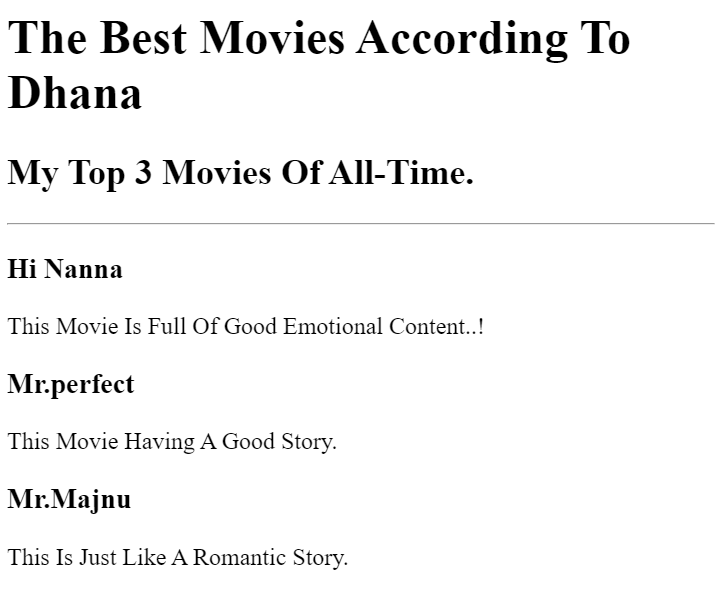 The Best Movies According To
Dhana
My Top 3 Movies Of All-Time.
Hi Nanna
This Movie Is Full Of Good Emotional Content..!
Mr.perfect
This Movie Having A Good Story.
Mr.Majnu
This Is Just Like A Romantic Story.